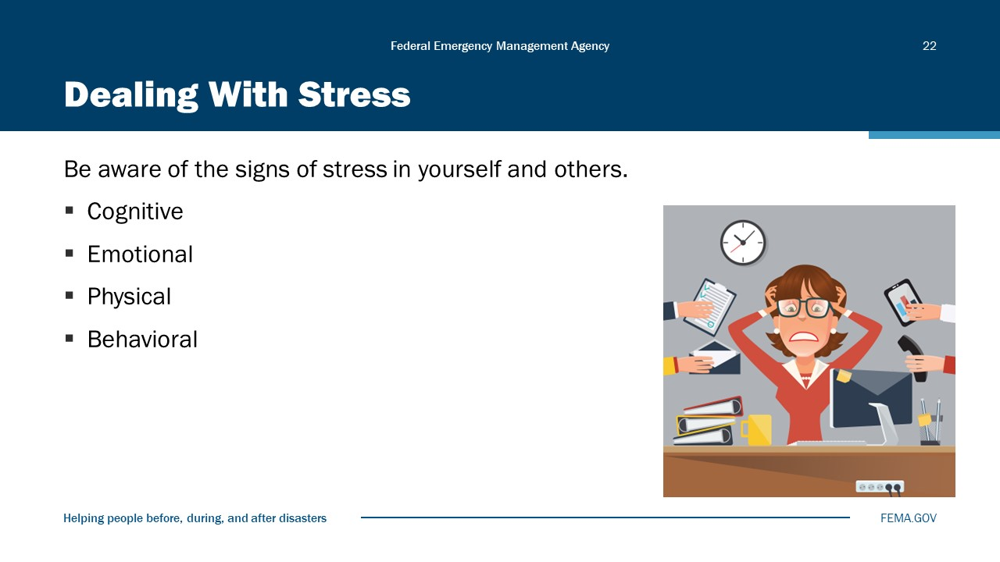 Federal Emergency Management Agency
22
Dealing With Stress
Be aware of the signs of stress in yourself and others.
▪ Cognitive
▪ Emotional
▪ Physical
▪ Behavioral
Helping people before, during, and after disasters
FEMA.GOV